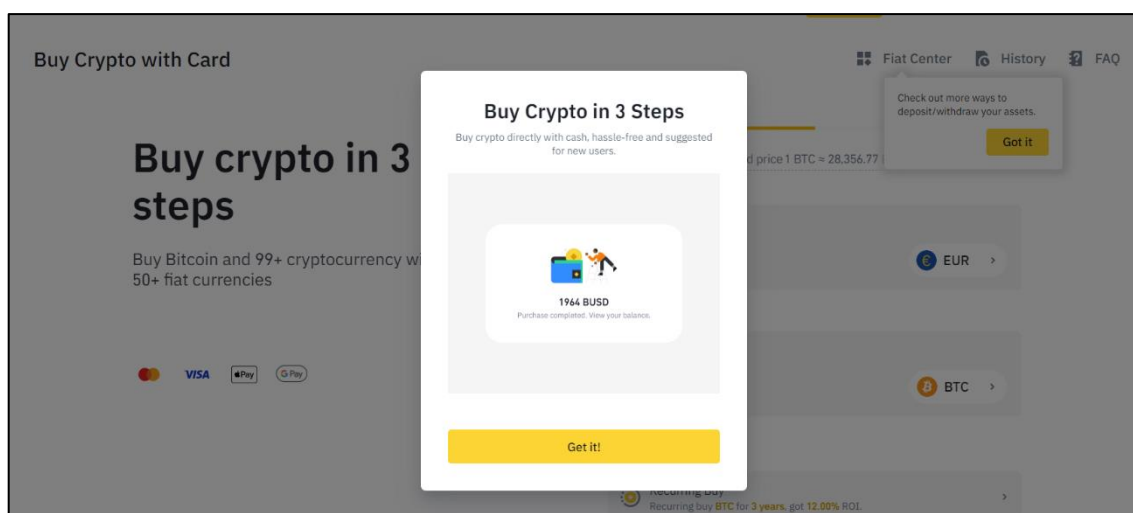 Buy Crypto with Card
Fiat Center
History
FAQ
Check out more ways to
deposit/withdraw your assets.
Got it
Buy crypto in 3
steps
Buy Bitcoin and 99+ cryptocurrency
50+ fiat currencies
VISA
Pay
G Pay
Buy Crypto in 3 Steps
Buy crypto directly with cash, hassle-free and suggested
for new users.
1964 BUSD
Purchase completed. View your balance.
Get it!
price 1 BTC ≈ 28,356.77
EUR
BTC
Recurring Buy
Recurring buy BTC for 3 years, got 12.00% ROI.